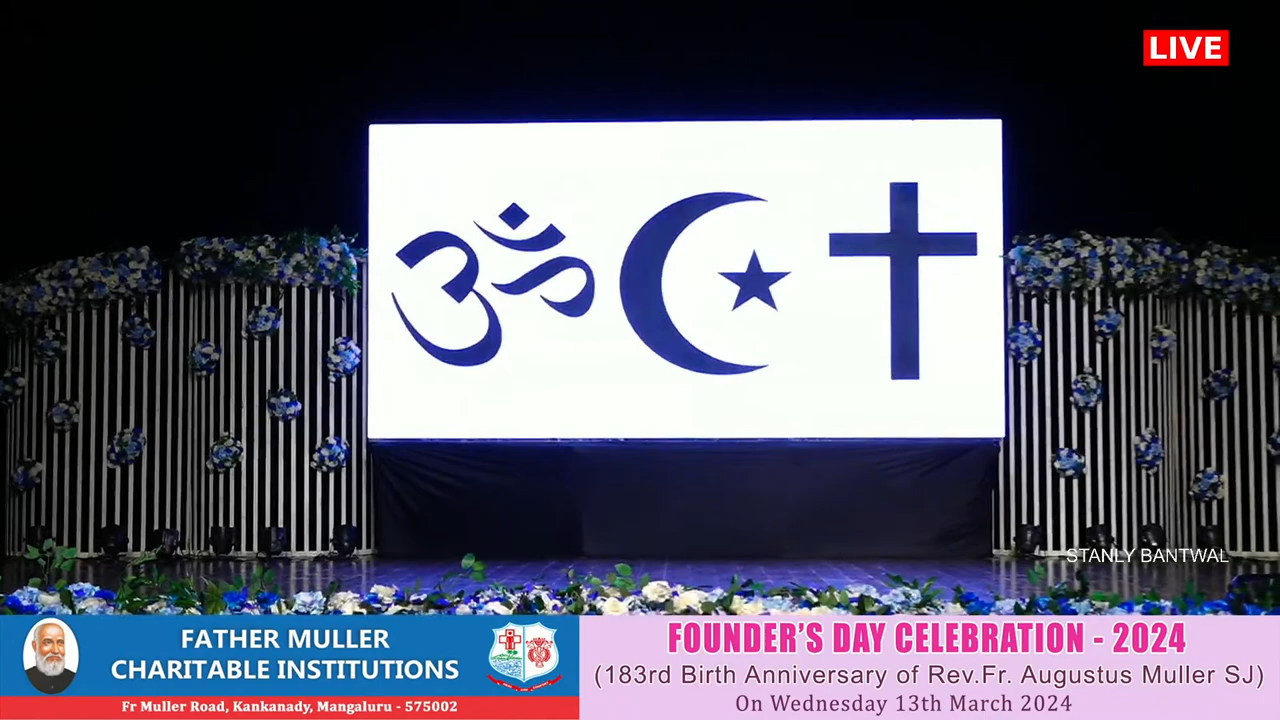 LIVE
ॐ
STANLY BANTWAL
FATHER MULLER
CHARITABLE INSTITUTIONS
Fr Muller Road, Kankanady, Mangaluru - 575002
FOUNDER'S DAY CELEBRATION - 2024
(183rd Birth Anniversary of Rev.Fr. Augustus Muller SJ)
On Wednesday 13th March 2024